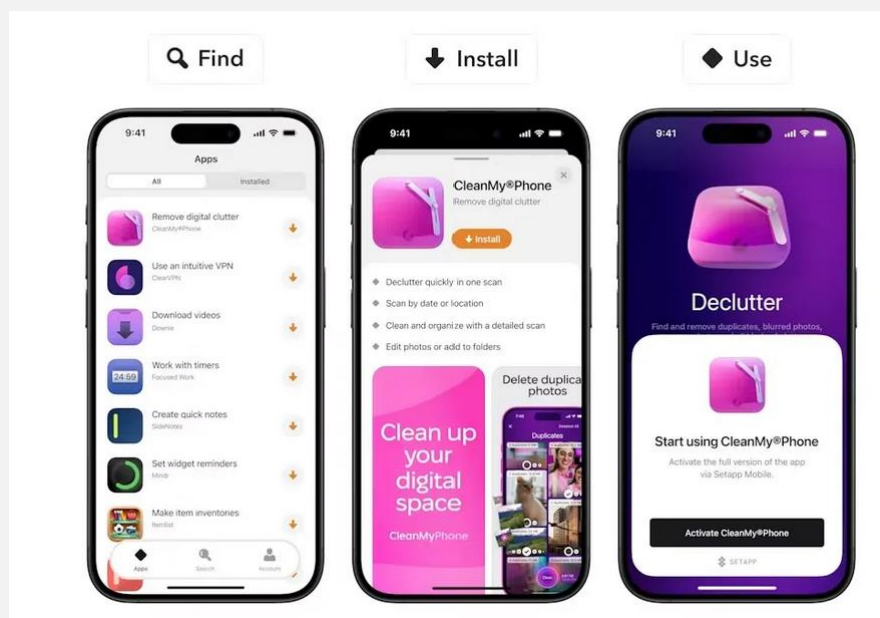 Find
Install
Use
9:41
Apps
All
Installed
Remove digital clutter
CleanMy®Phone
Use an intuitive VPN
ClearVPN
Download videos
Downie
Work with timers
Focused Work
24:59
Create quick notes
SideNotes
Set widget reminders
Mindr
Make item inventories
Itemlist
Apps
Search
Account
9:41
CleanMy®Phone
Remove digital clutter
Install
Declutter quickly in one scan
Scan by date or location
Clean and organize with a detailed scan
Edit photos or add to folders
Clean up
your
digital
space
CleanMyPhone
Delete duplica
photos
Duplicates
Clean
9:41
Declutter
Find and remove duplicates, blurred photos,
Start using CleanMy®Phone
Activate the full version of the app
via Setapp Mobile.
Activate CleanMy®Phone
SETAPP